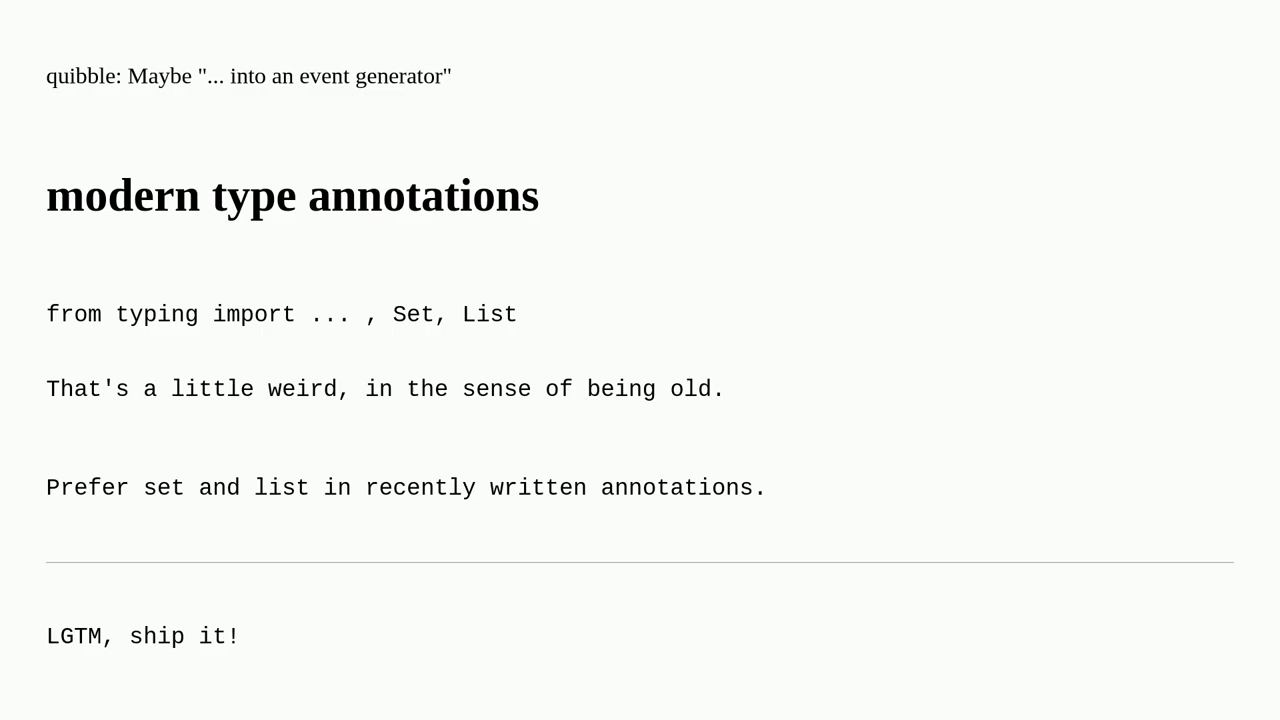 quibble: Maybe "... into an event generator"
modern type annotations
from typing import ... , Set, List
That's a little weird, in the sense of being old.
Prefer set and list in recently written annotations.
LGTM, ship it!